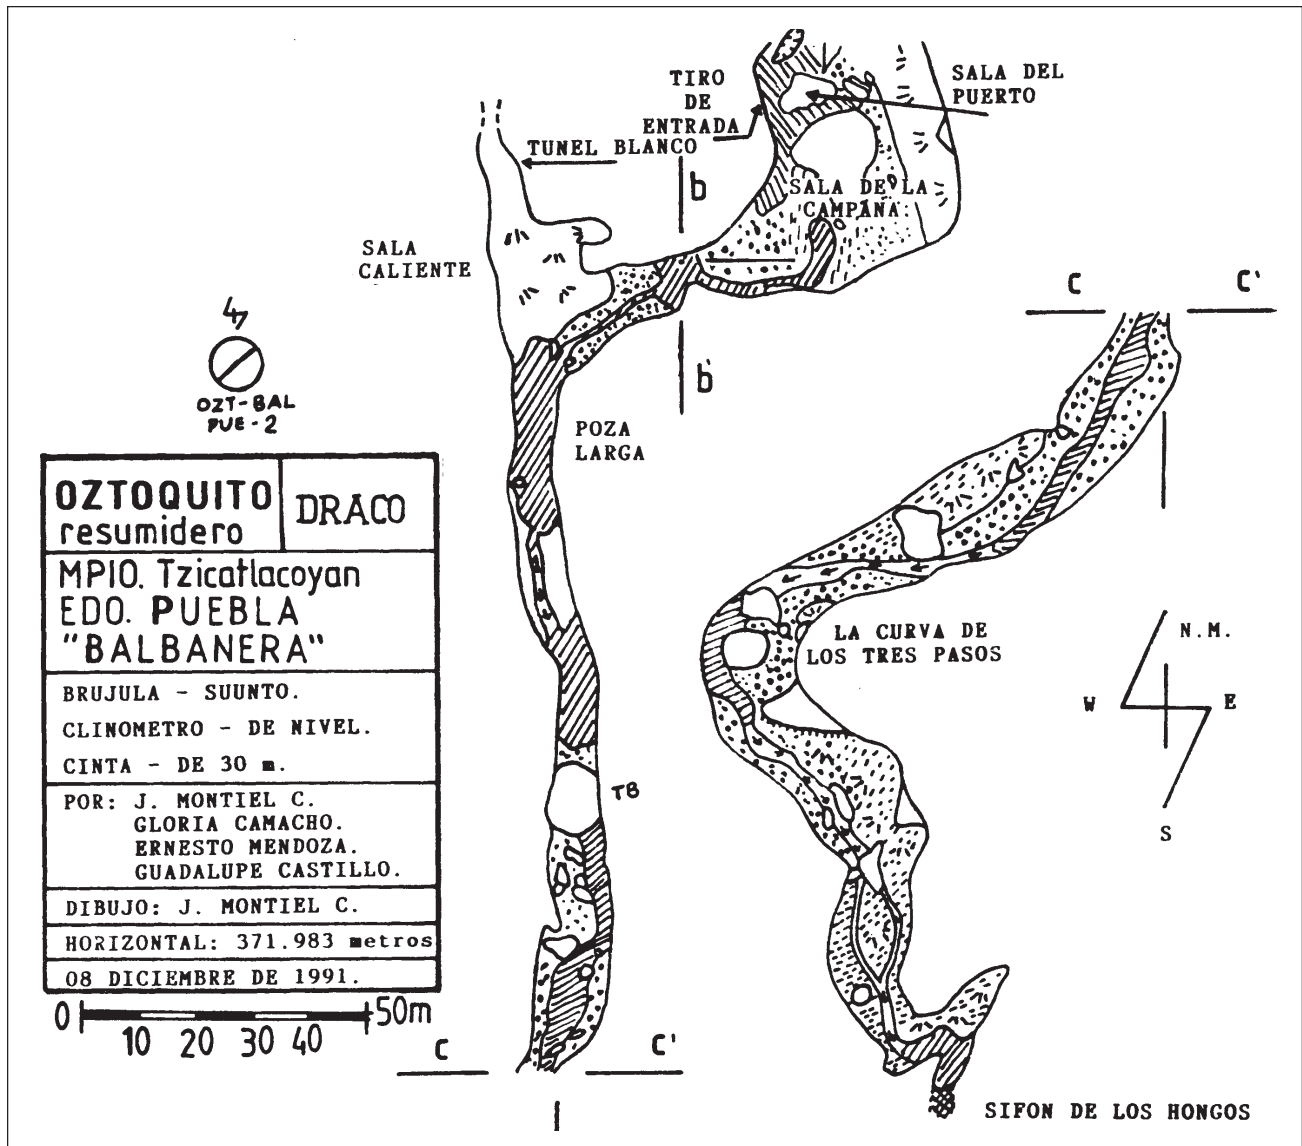 TIRO
DE
ENTRADA
SALA DEL
PUERTO
TUNEL BLANCO
b
SALA DE LA
CAMPANA.
SALA
CALIENTE
C
C'
b'
OZT-BAL
PUE-2
POZA
LARGA
OZTOQUITO
resumidero
DRACO
MPIO. Tzicatlacoyan
EDO. PUEBLA
"BALBANERA"
BRUJULA - SUUNTO.
CLINOMETRO - DE NIVEL.
CINTA - DE 30 m.
POR: J. MONTIEL C.
GLORIA CAMACHO.
ERNESTO MENDOZA.
GUADALUPE CASTILLO.
DIBUJO: J. MONTIEL C.
HORIZONTAL: 371.983 metros
08 DICIEMBRE DE 1991.
0 50m
10 20 30 40
LA CURVA DE
LOS TRES PASOS
N.M.
W E
S
TB
C C'
SIFON DE LOS HONGOS